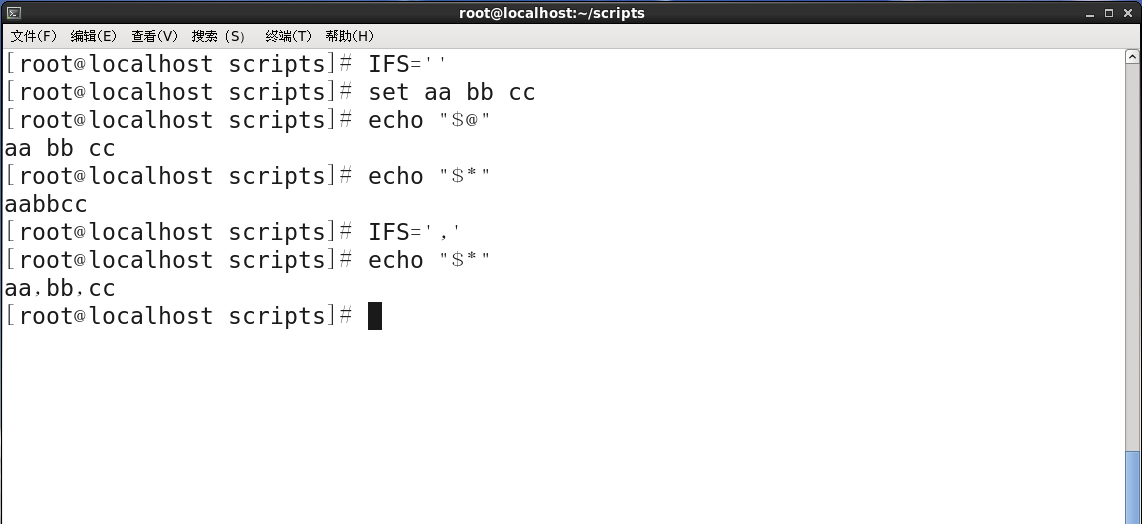 root@localhost:~/scripts
文件(F) 编辑(E) 查看(V) 搜索 (S) 终端(T) 帮助(H)
[root@localhost scripts]# IFS=''
[root@localhost scripts]# set aa bb cc
[root@localhost scripts]# echo "$@"
aa bb cc
[root@localhost scripts]# echo "$*"
aabbcc
[root@localhost scripts]# IFS=','
[root@localhost scripts]# echo "$*"
aa,bb,cc
[root@localhost scripts]#